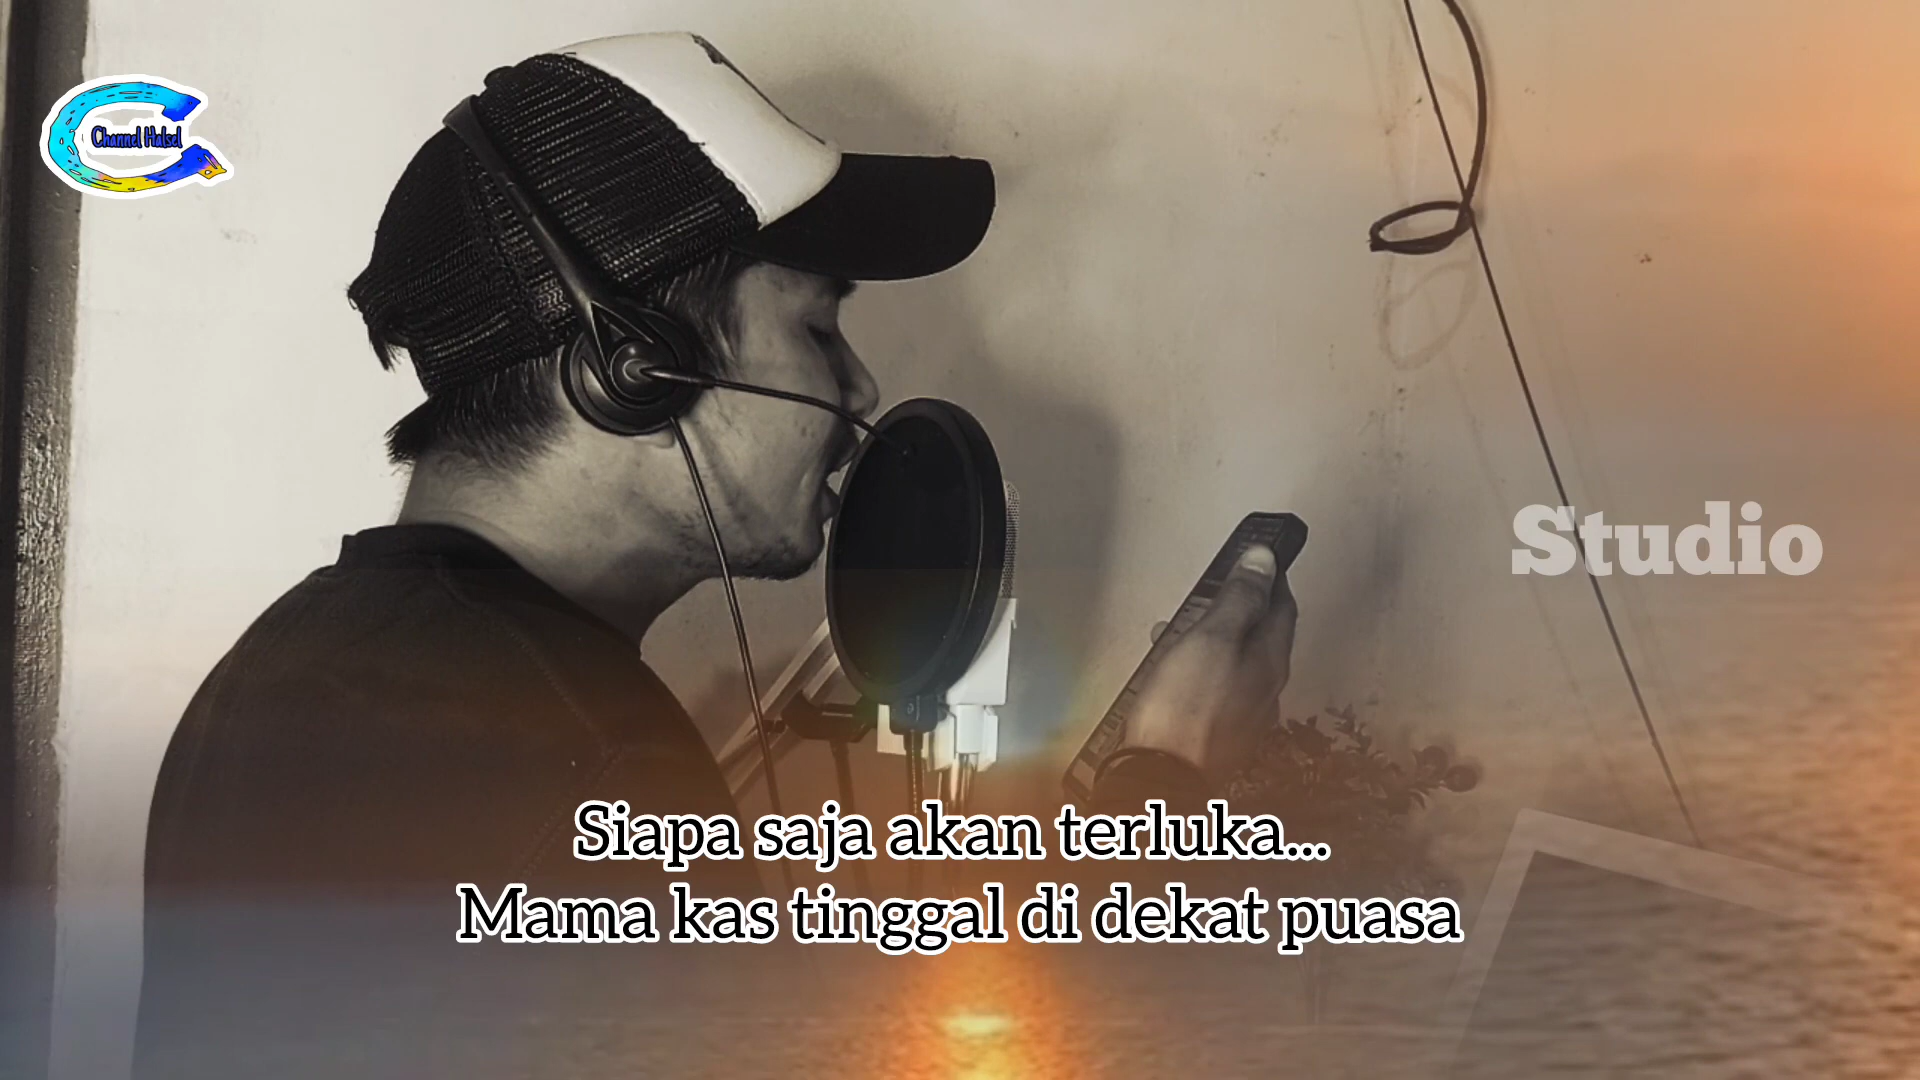 Channel Halsel
Studio
Siapa saja akan terluka...
Mama kas tinggal di dekat puasa